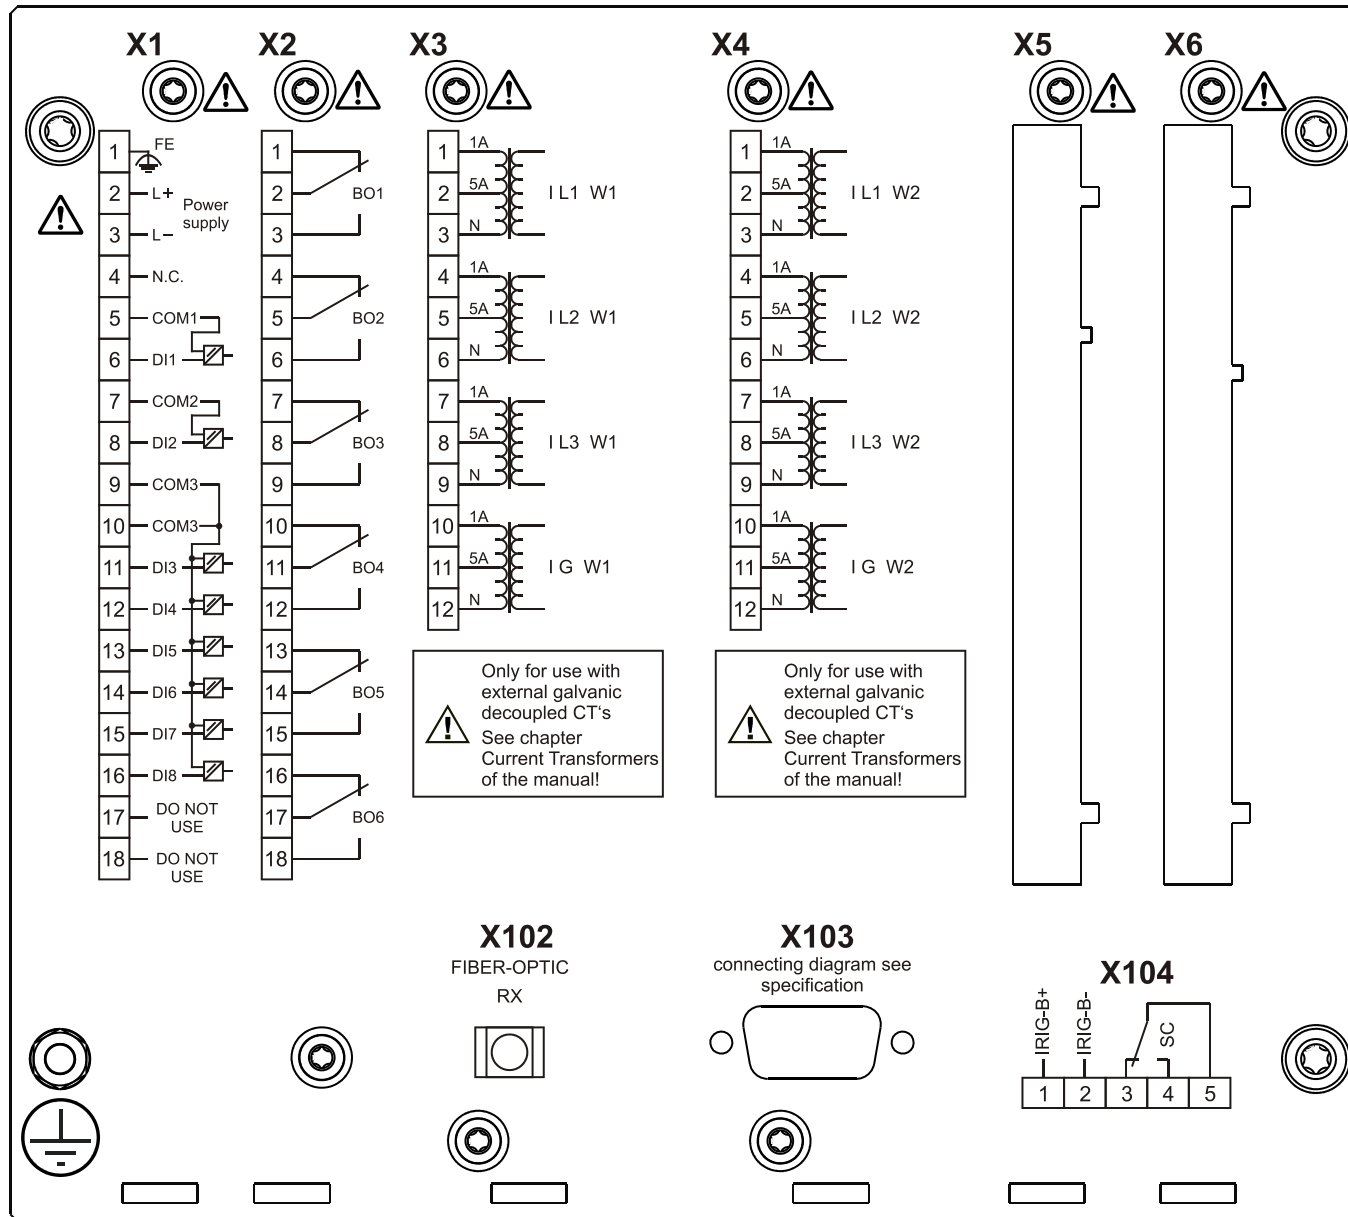 X1
X2
X3
X4
X5
X6
1 FE
2 L+
Power
supply
3 L–
4 N.C.
5 COM1
6 DI1
7 COM2
8 DI2
9 COM3
10 COM3
11 DI3
12 DI4
13 DI5
14 DI6
15 DI7
16 DI8
17 DO NOT
USE
18 DO NOT
USE
1
2 BO1
3
4
5 BO2
6
7
8 BO3
9
10
11 BO4
12
13
14 BO5
15
16
17 BO6
18
1 1A
2 5A I L1 W1
3 N
4 1A
5 5A I L2 W1
6 N
7 1A
8 5A I L3 W1
9 N
10 1A
11 5A I G W1
12 N
Only for use with
external galvanic
decoupled CT‘s
See chapter
Current Transformers
of the manual!
1 1A
2 5A I L1 W2
3 N
4 1A
5 5A I L2 W2
6 N
7 1A
8 5A I L3 W2
9 N
10 1A
11 5A I G W2
12 N
Only for use with
external galvanic
decoupled CT‘s
See chapter
Current Transformers
of the manual!
X102
FIBER-OPTIC
RX
X103
connecting diagram see
specification
X104
IRIG-B+
IRIG-B-
SC
1 2 3 4 5